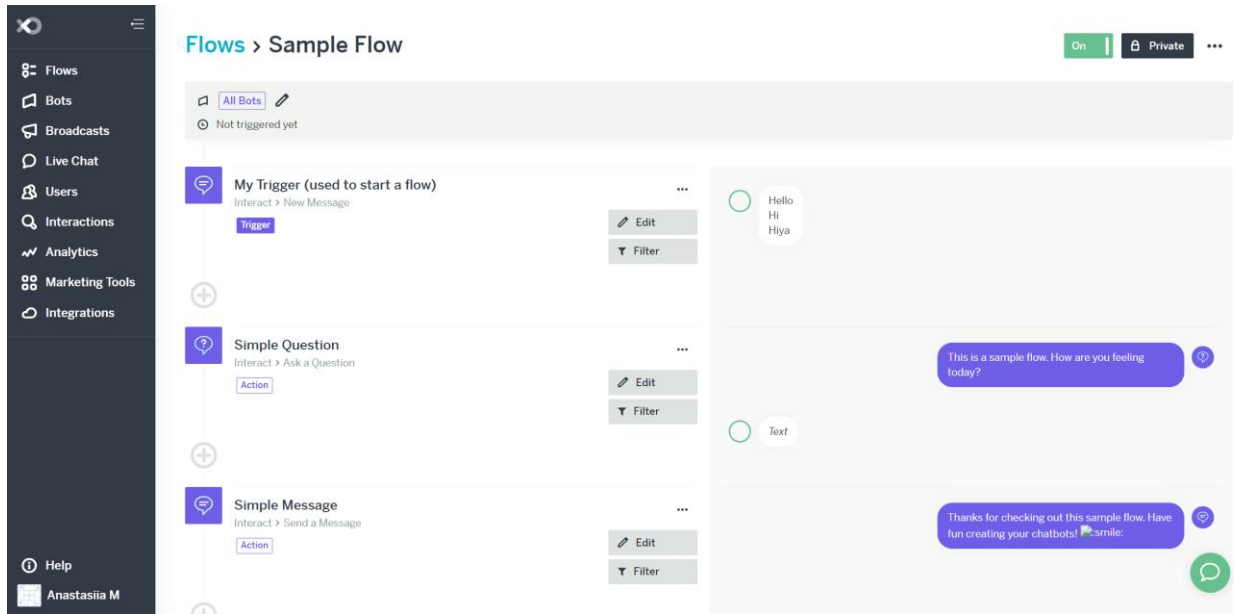 XO
Flows
Bots
Broadcasts
Live Chat
Users
Interactions
Analytics
Marketing Tools
Integrations
Help
Anastasiia M
Flows > Sample Flow
On
Private
All Bots
Not triggered yet
My Trigger (used to start a flow)
Interact > New Message
Trigger
Edit
Filter
Hello
Hi
Hiya
Simple Question
Interact > Ask a Question
Action
Edit
Filter
This is a sample flow. How are you feeling
today?
Text
Simple Message
Interact > Send a Message
Action
Edit
Filter
Thanks for checking out this sample flow. Have
fun creating your chatbots! :smile: